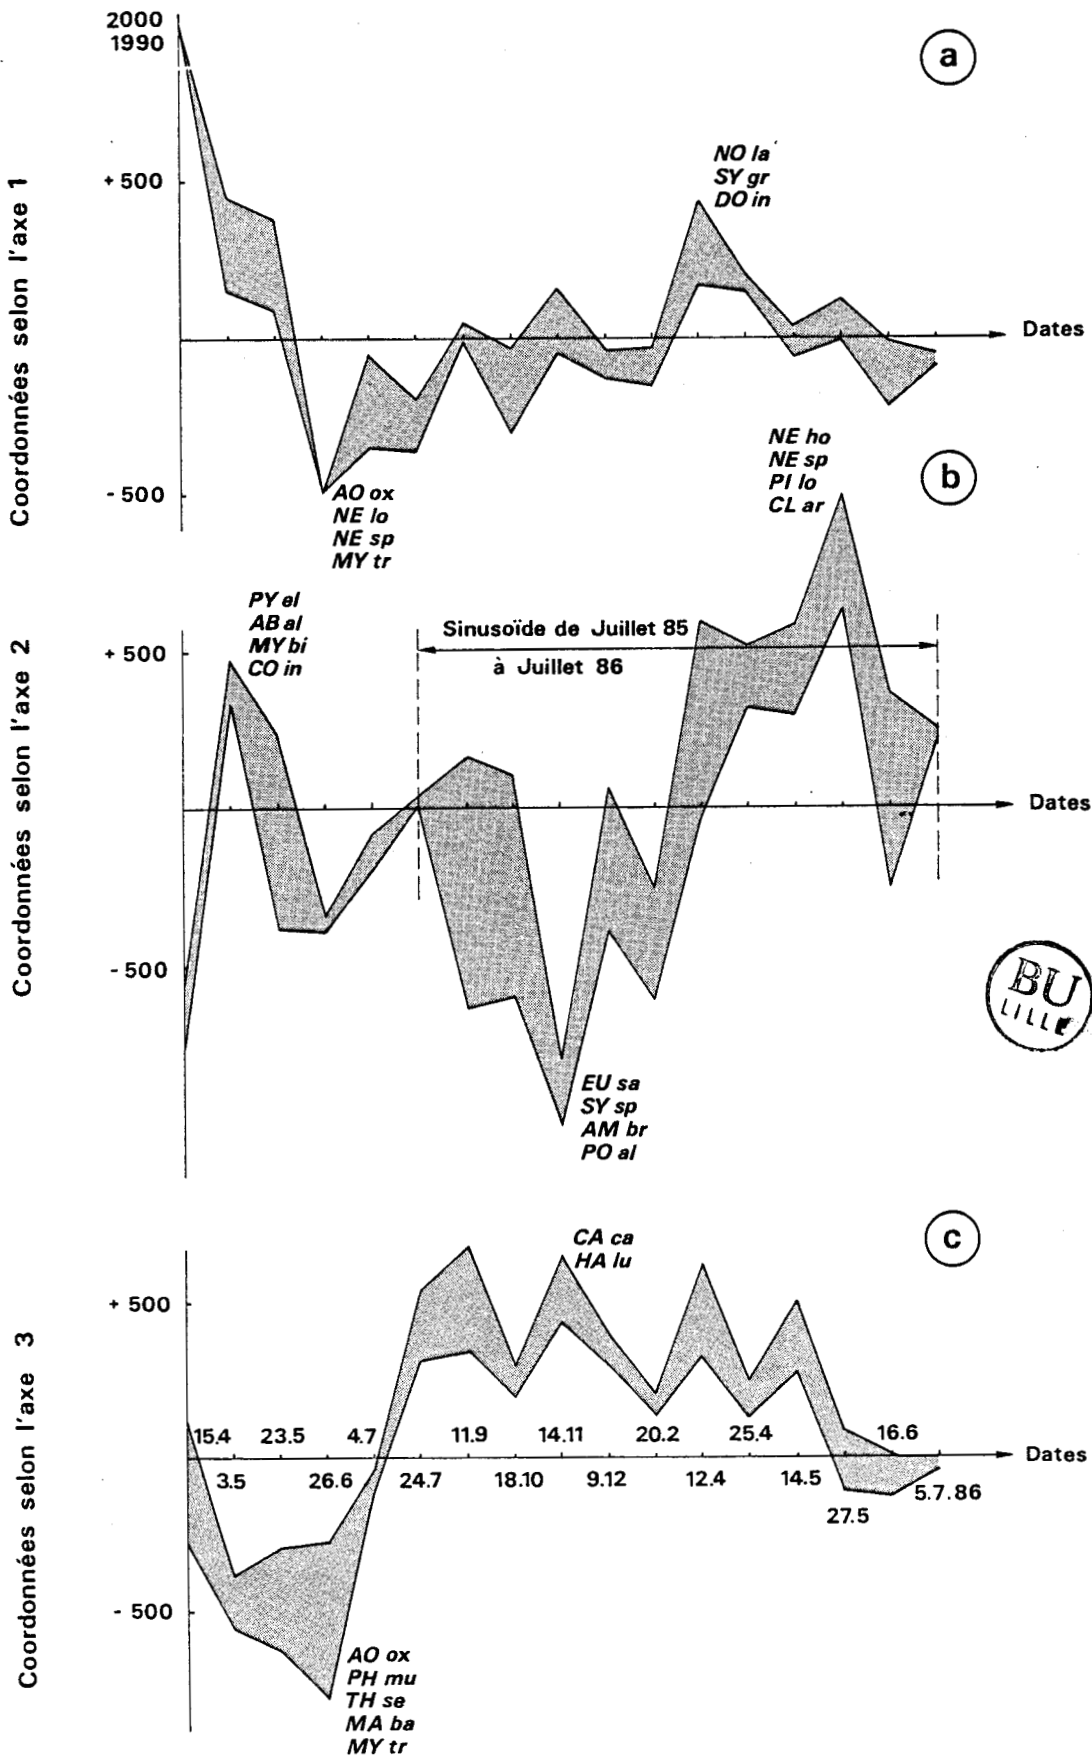 2000
1990
a
+ 500
NO la
SY gr
DO in
Coordonnées selon l'axe 1
Dates
- 500
AO ox
NE lo
NE sp
MY tr
NE ho
NE sp
PI lo
CL ar
b
PY el
AB al
MY bi
CO in
+ 500
Sinusoïde de Juillet 85
à Juillet 86
Coordonnées selon l'axe 2
Dates
- 500
BU
LILLE
EU sa
SY sp
AM br
PO al
c
CA ca
HA lu
+ 500
Coordonnées selon l'axe 3
15.4 23.5 4.7 11.9 14.11 20.2 25.4 16.6
Dates
3.5 26.6 24.7 18.10 9.12 12.4 14.5 5.7.86
27.5
- 500
AO ox
PH mu
TH se
MA ba
MY tr